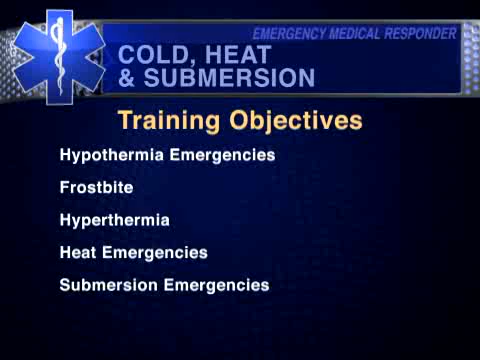 EMERGENCY MEDICAL RESPONDER
COLD, HEAT
& SUBMERSION
Training Objectives
Hypothermia Emergencies
Frostbite
Hyperthermia
Heat Emergencies
Submersion Emergencies